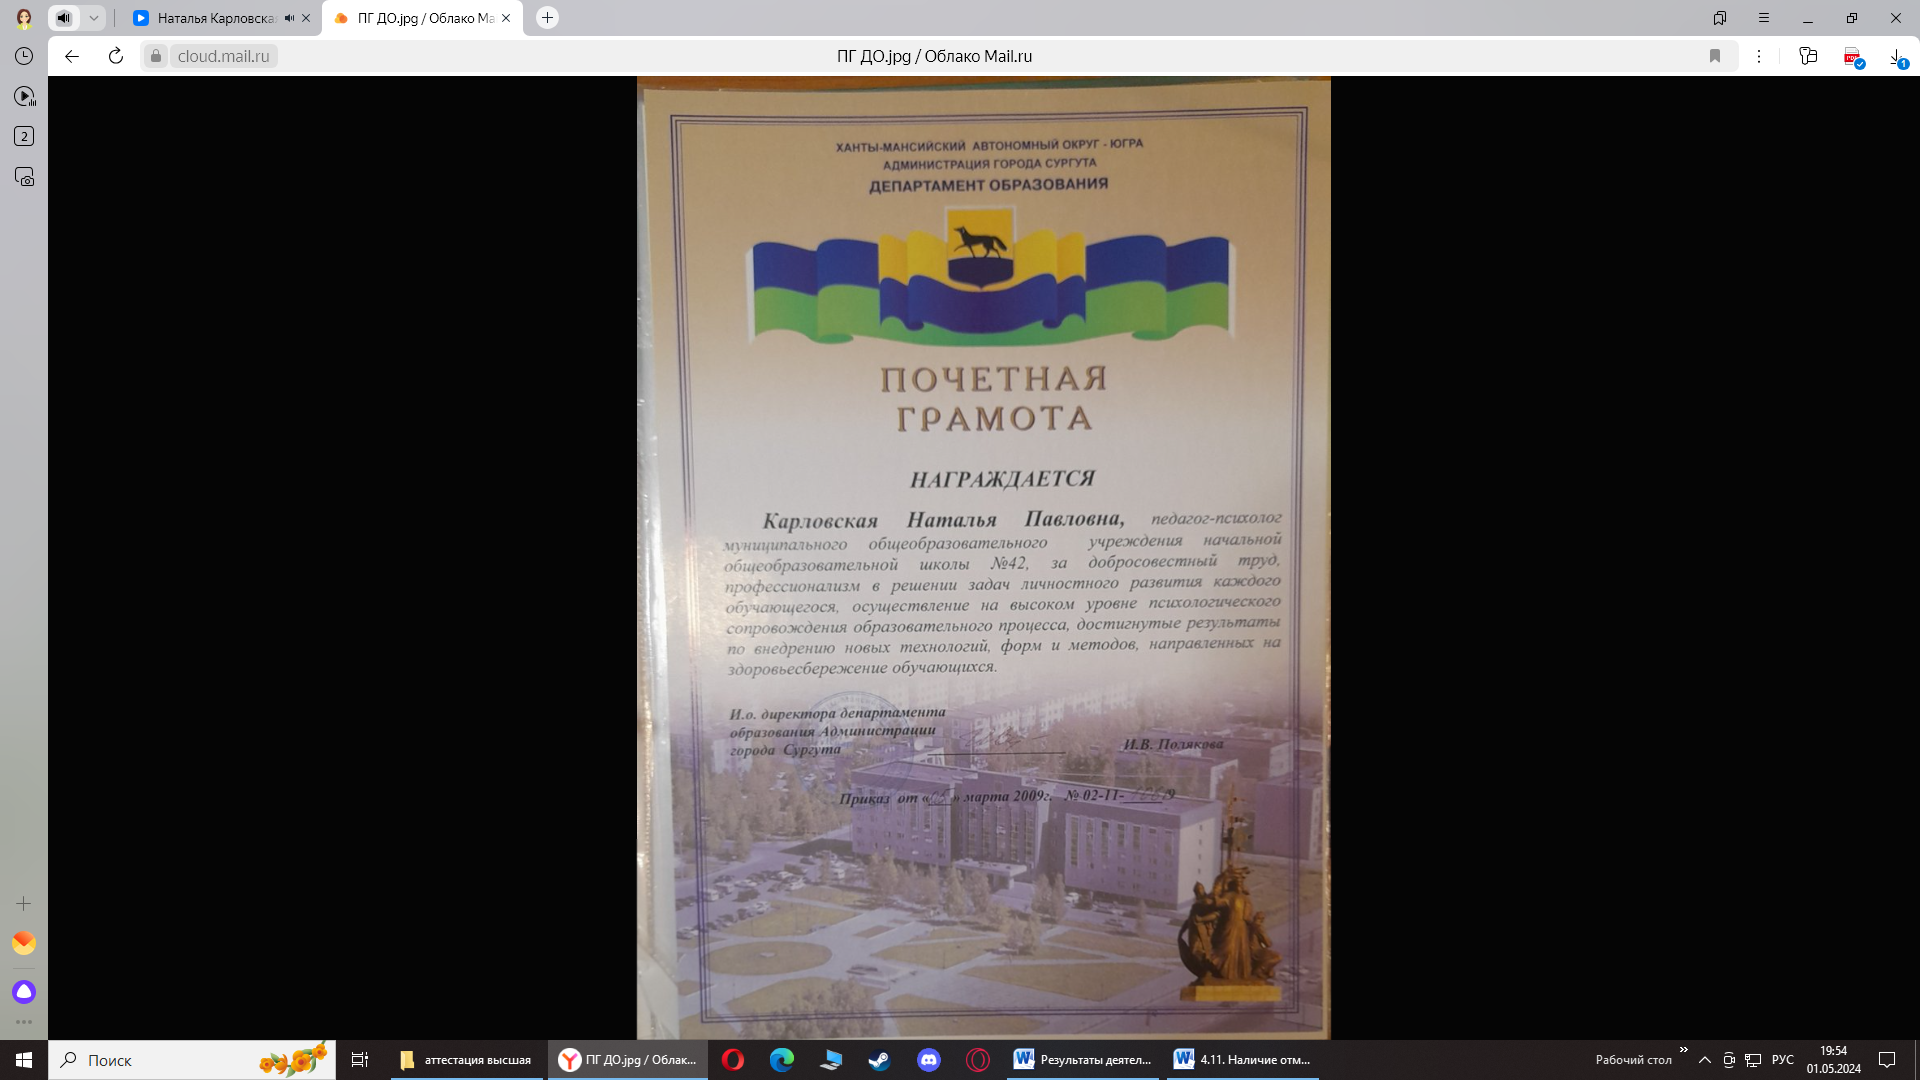 Наталья Карловска
ПГ ДО.jpg / Облако Ма
cloud.mail.ru
ПГ ДО.jpg / Облако Mail.ru
1
2
ХАНТЫ-МАНСИЙСКИЙ АВТОНОМНЫЙ ОКРУГ - ЮГРА
АДМИНИСТРАЦИЯ ГОРОДА СУРГУТА
ДЕПАРТАМЕНТ ОБРАЗОВАНИЯ
ПОЧЕТНАЯ
ГРАМОТА
НАГРАЖДАЕТСЯ
Карловская Наталья Павловна, педагог-психолог
муниципального общеобразовательного учреждения начальной
общеобразовательной школы №42, за добросовестный труд,
профессионализм в решении задач личностного развития каждого
обучающегося, осуществление на высоком уровне психологического
сопровождения образовательного процесса, достигнутые результаты
по внедрению новых технологий, форм и методов, направленных на
здоровьесбережение обучающихся.
И.о. директора департамента
образования Администрации
города Сургута И.В. Полякова
Приказ от «05» марта 2009г. № 02-11-
Поиск
аттестация высшая
ПГ ДО.jpg / Облак...
Результаты деятел...
4.11. Наличие отм...
Рабочий стол
РУС
19:54
01.05.2024